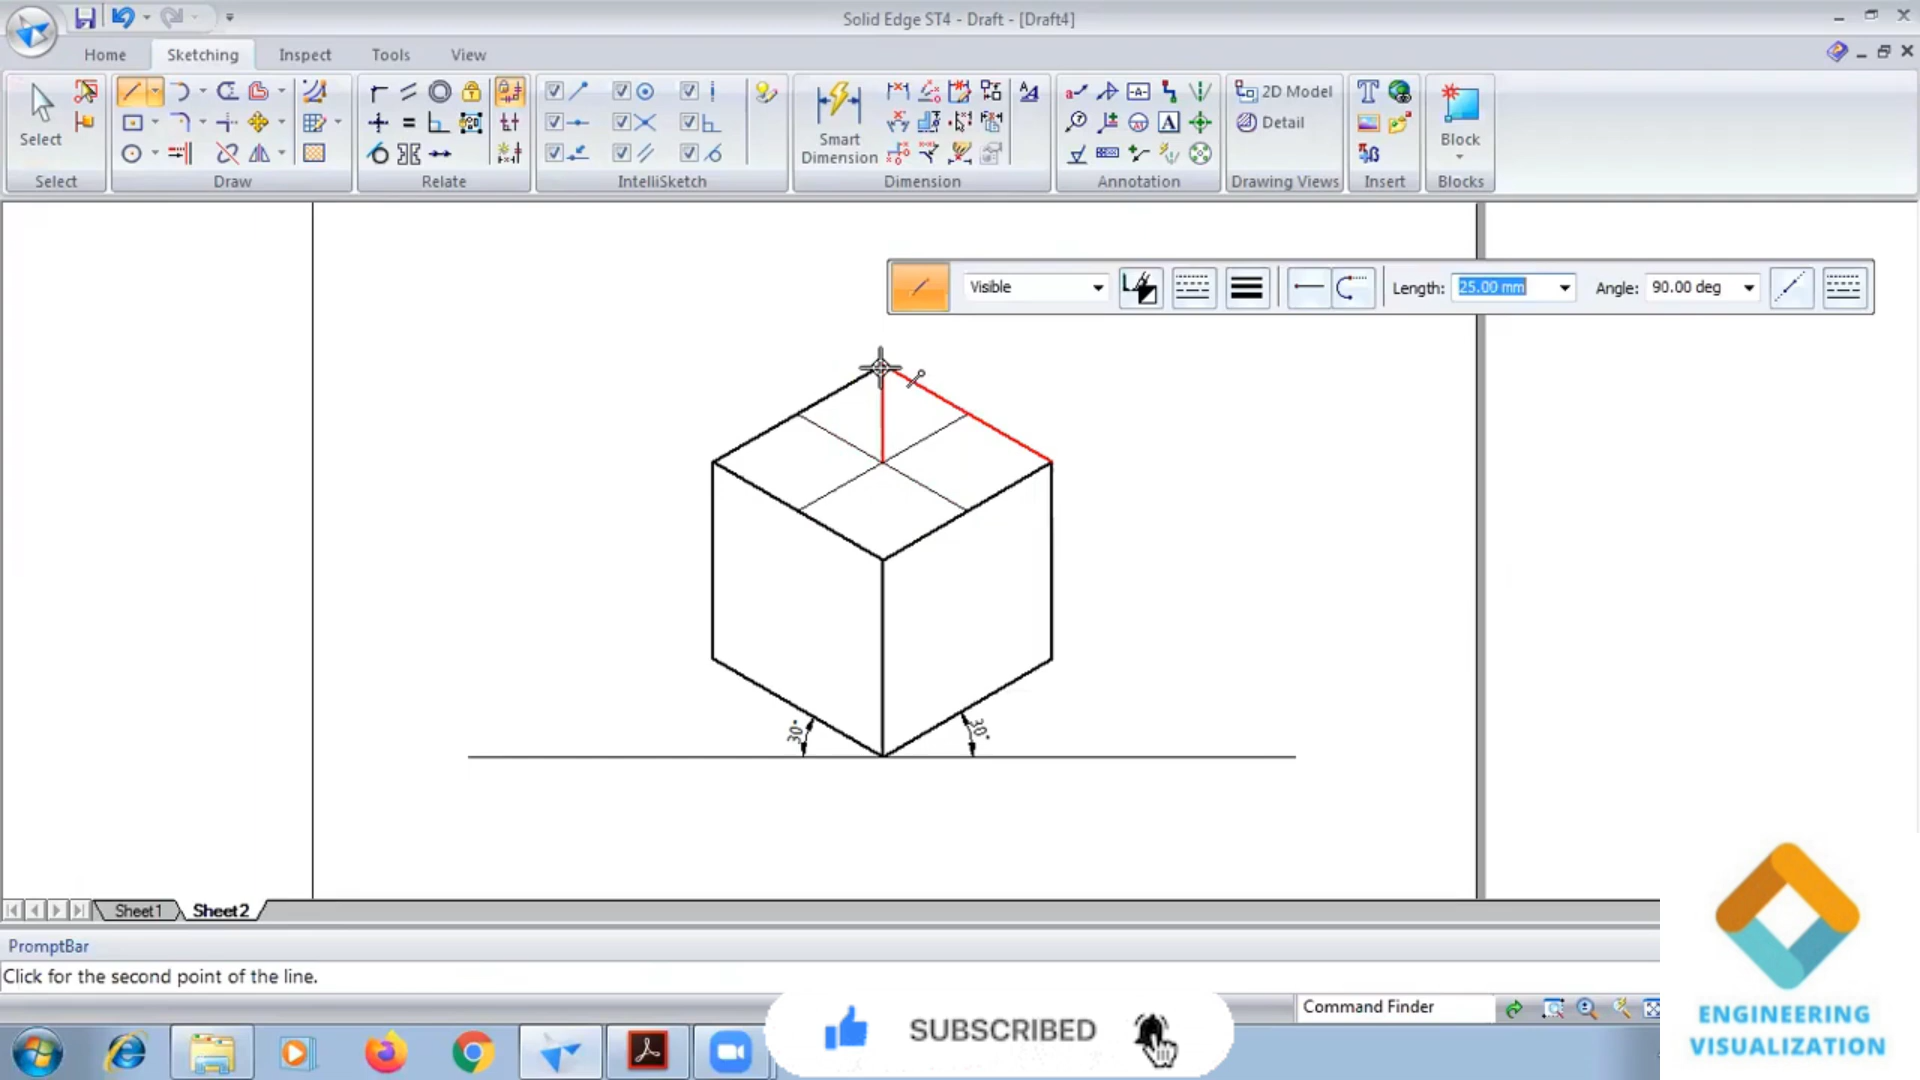 Solid Edge ST4 - Draft - [Draft4]
Home Sketching Inspect Tools View
Select
Smart
Dimension
2D Model
Detail
Block
Select Draw Relate IntelliSketch Dimension Annotation Drawing Views Insert Blocks
Visible Length: 25.00 mm Angle: 90.00 deg
30°
30°
Sheet1 Sheet2
PromptBar
Click for the second point of the line.
Command Finder
SUBSCRIBED
ENGINEERING
VISUALIZATION